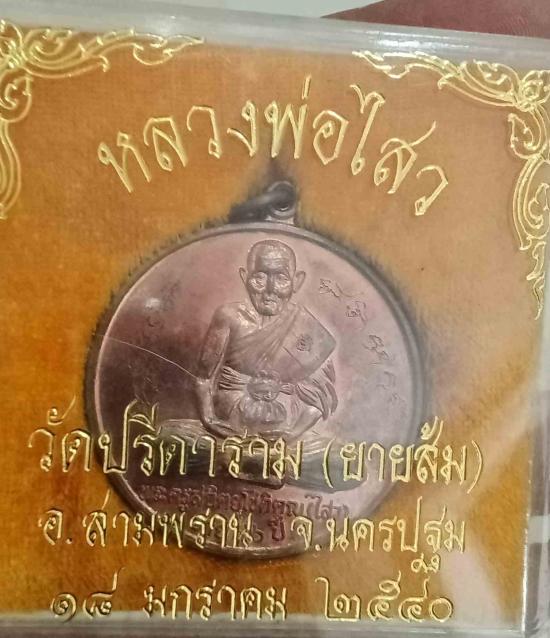 หลวงพ่อไสว
วัดปรีดาราม (ยายส้ม)
อ.สามพราน จ.นครปฐม
๑๘ มกราคม ๒๕๔๐